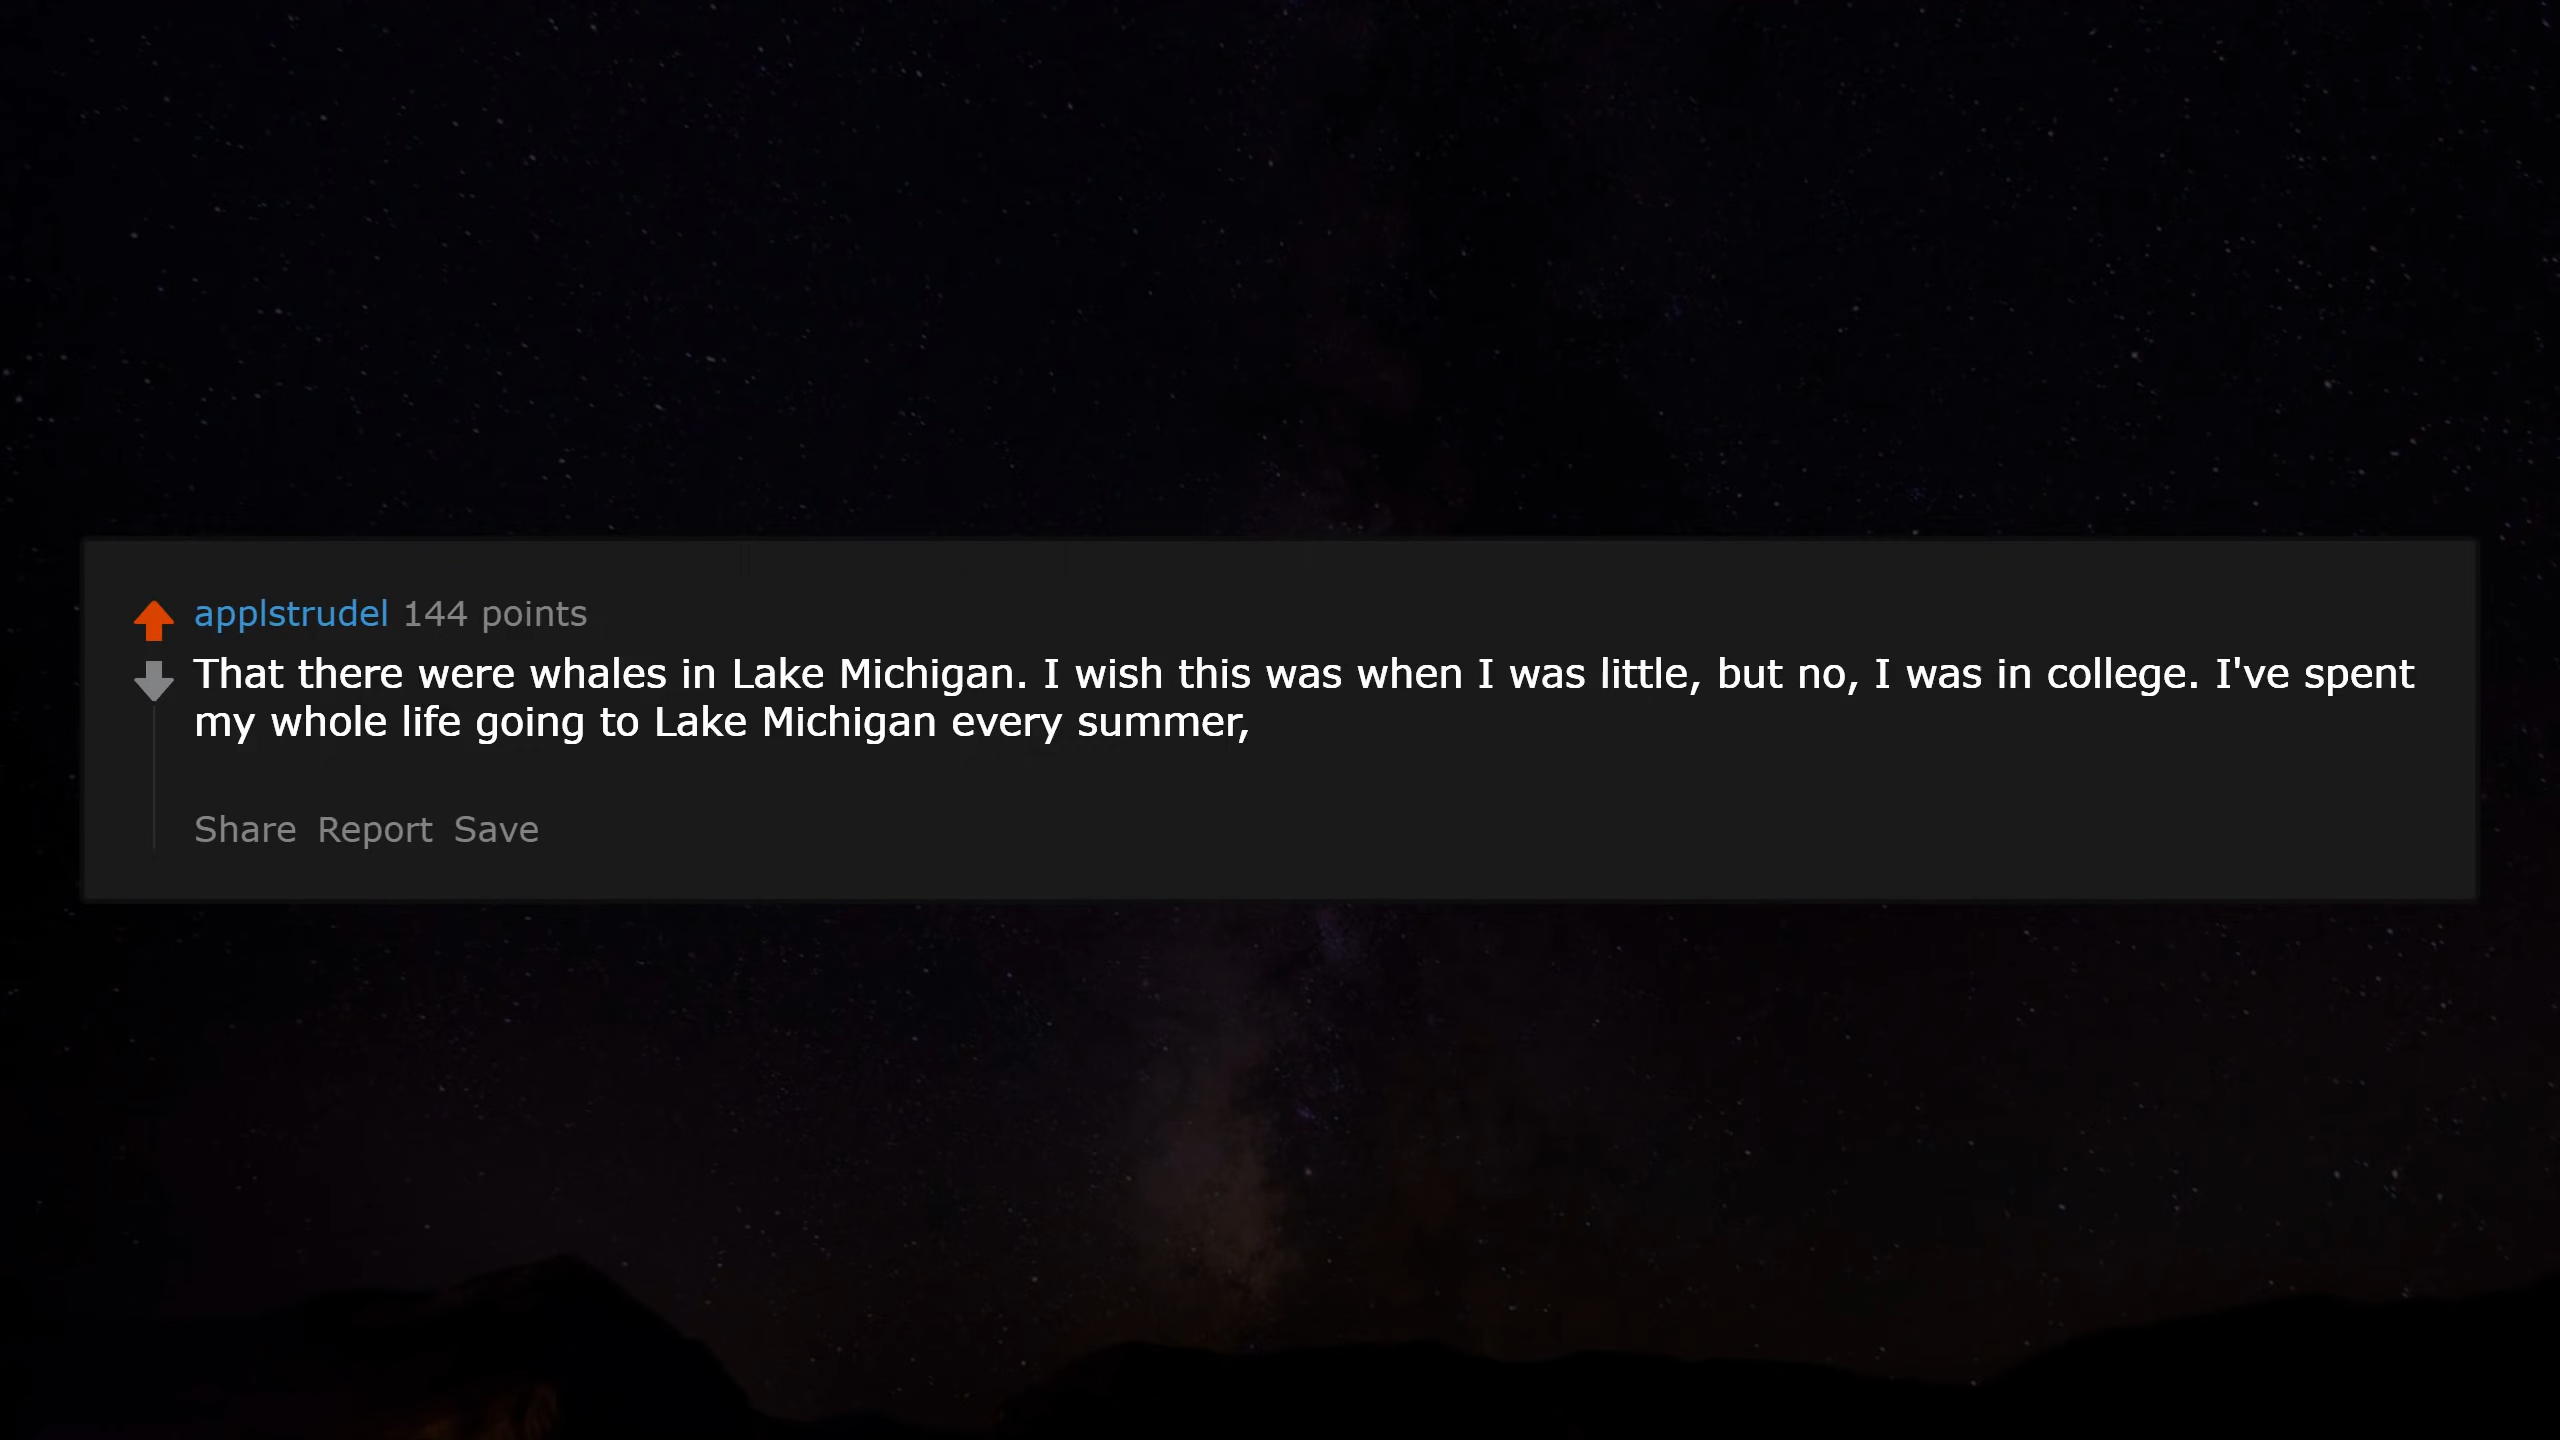 applstrudel 144 points
That there were whales in Lake Michigan. I wish this was when I was little, but no, I was in college. I've spent
my whole life going to Lake Michigan every summer,
Share Report Save